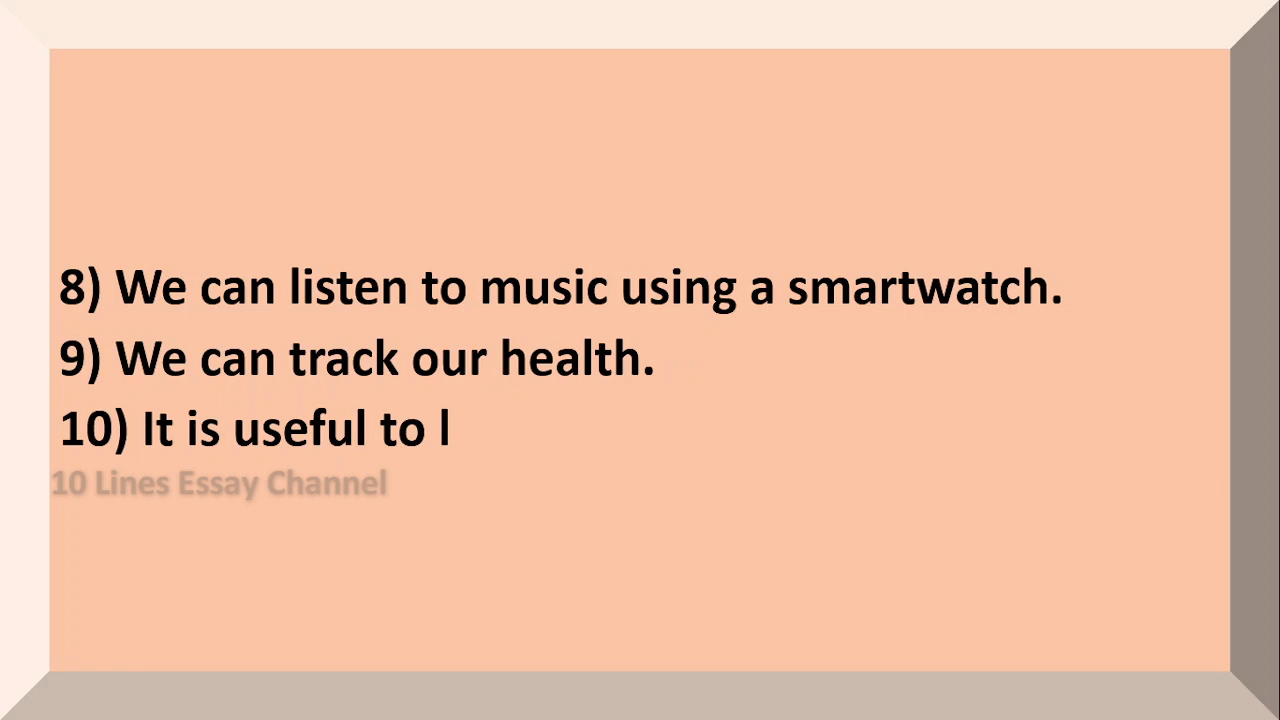 8) We can listen to music using a smartwatch.
9) We can track our health.
10) It is useful to l
10 Lines Essay Channel